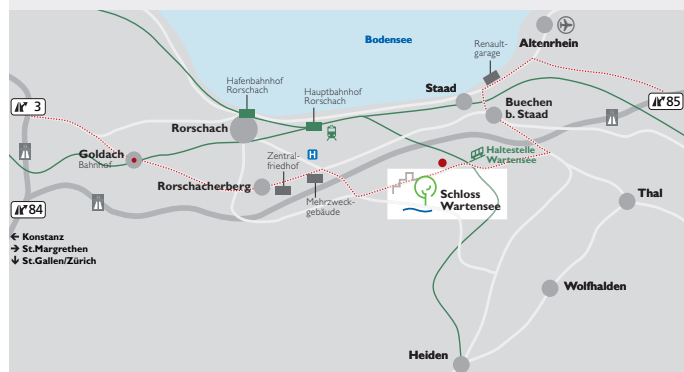 Bodensee
Altenrhein
Renault-
garage
Hafenbahnhof
Rorschach
Hauptbahnhof
Rorschach
Staad
3
85
Buechen
b. Staad
Rorschach
H
Goldach
Bahnhof
Zentral-
friedhof
Haltestelle
Wartensee
Rorschacherberg
Mehrzweck-
gebäude
Schloss
Wartensee
Thal
84
← Konstanz
→ St.Margrethen
↓ St.Gallen/Zürich
Wolfhalden
Heiden